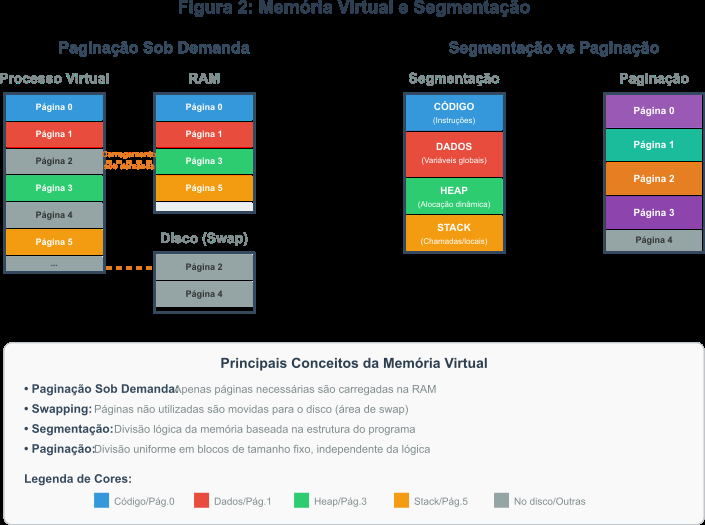 Figura 2: Memória Virtual e Segmentação
Paginação Sob Demanda
Segmentação vs Paginação
Processo Virtual
RAM
Segmentação
Paginação
Página 0
Página 1
Página 2
Página 3
Página 4
Página 5
...
Carregamento
sob demanda
Página 0
Página 1
Página 3
Página 5
Disco (Swap)
Página 2
Página 4
CÓDIGO
(Instruções)
DADOS
(Variáveis globais)
HEAP
(Alocação dinâmica)
STACK
(Chamadas/locais)
Página 0
Página 1
Página 2
Página 3
Página 4
Principais Conceitos da Memória Virtual
• Paginação Sob Demanda: Apenas páginas necessárias são carregadas na RAM
• Swapping: Páginas não utilizadas são movidas para o disco (área de swap)
• Segmentação: Divisão lógica da memória baseada na estrutura do programa
• Paginação: Divisão uniforme em blocos de tamanho fixo, independente da lógica
Legenda de Cores:
Código/Pág.0
Dados/Pág.1
Heap/Pág.3
Stack/Pág.5
No disco/Outras